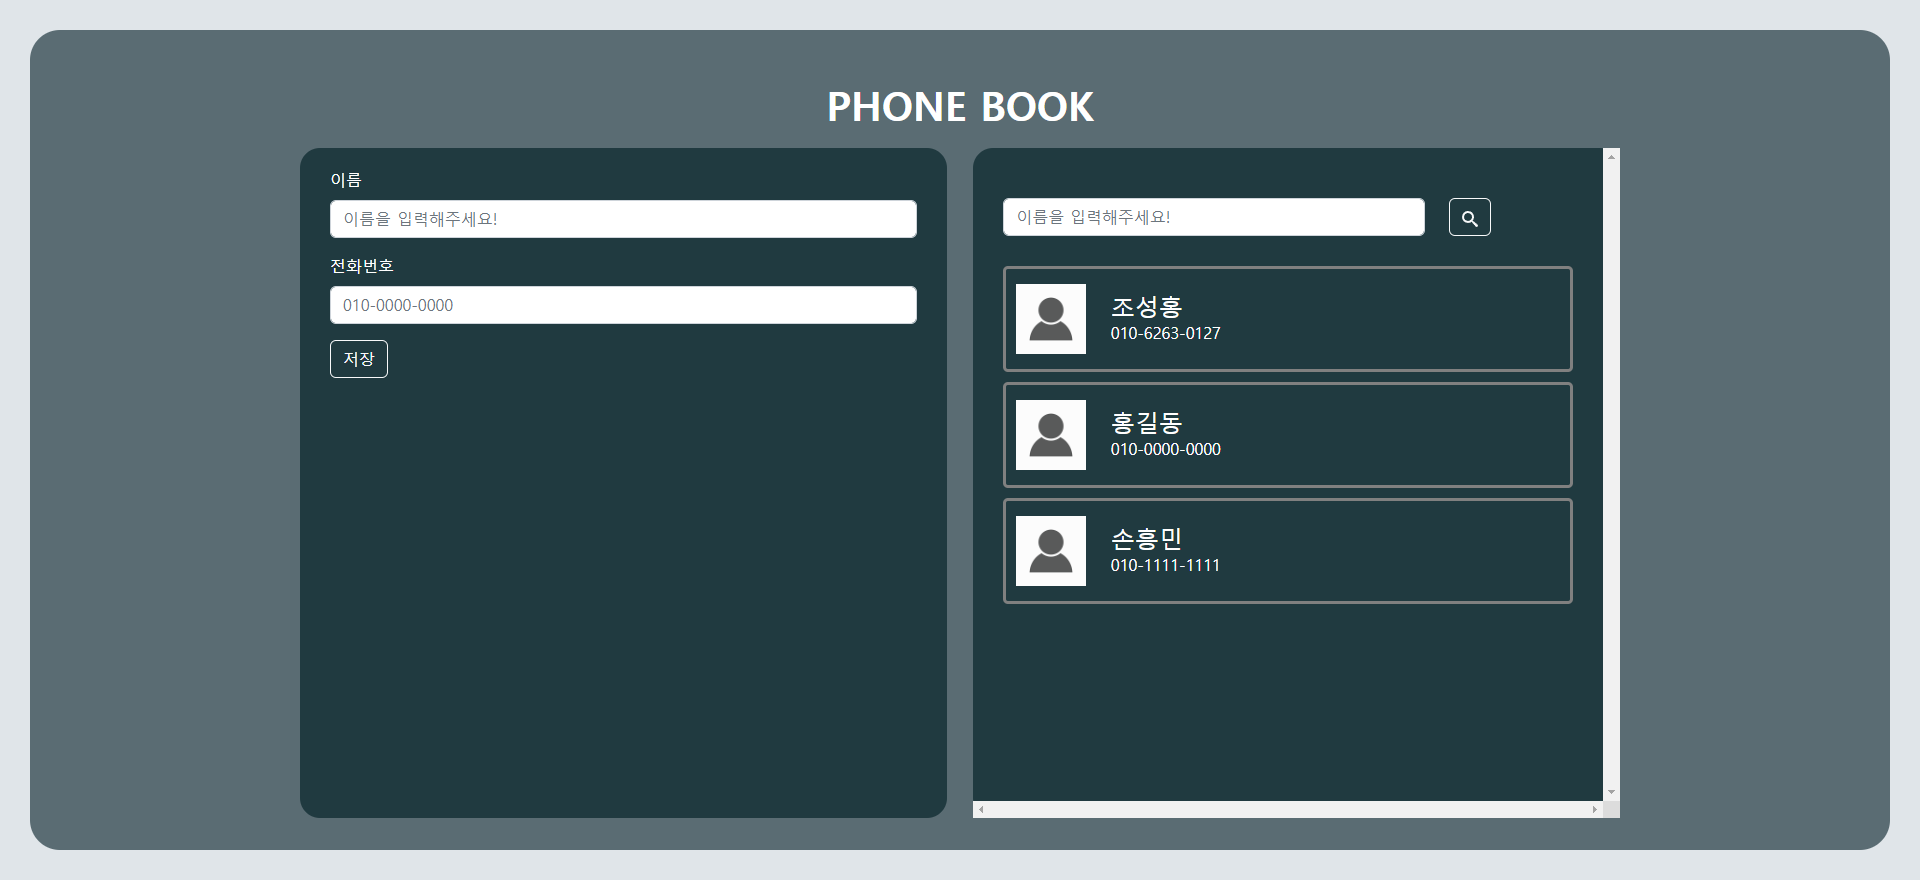 PHONE BOOK
이름
이름을 입력해주세요!
전화번호
010-0000-0000
저장
이름을 입력해주세요!
조성홍
010-6263-0127
홍길동
010-0000-0000
손흥민
010-1111-1111